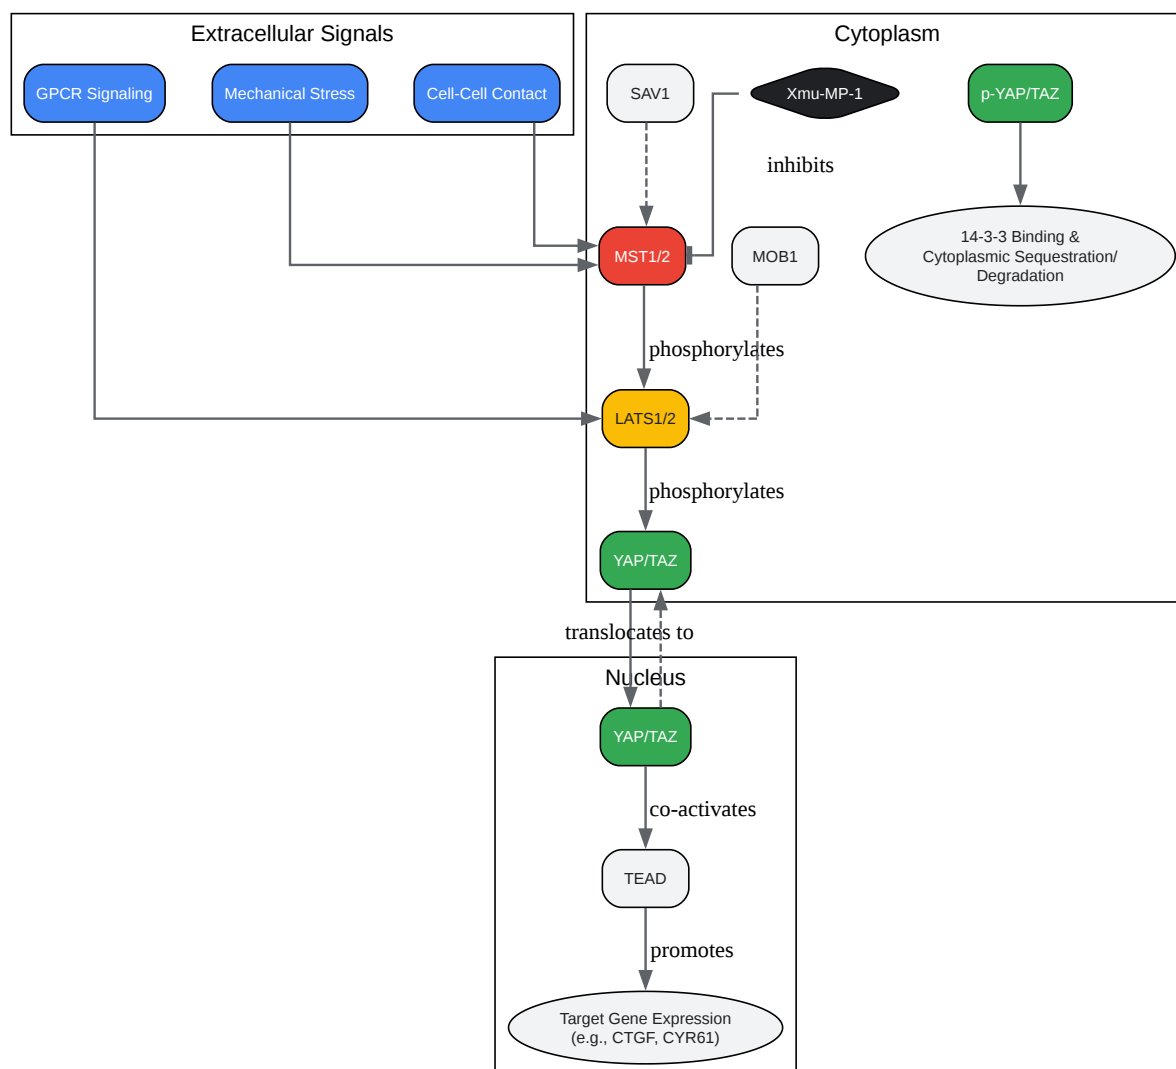 Extracellular Signals
GPCR Signaling
Mechanical Stress
Cell-Cell Contact
Cytoplasm
SAV1
Xmu-MP-1
p-YAP/TAZ
inhibits
MST1/2
MOB1
14-3-3 Binding &
Cytoplasmic Sequestration/
Degradation
phosphorylates
LATS1/2
phosphorylates
YAP/TAZ
translocates to
Nucleus
YAP/TAZ
co-activates
TEAD
promotes
Target Gene Expression
(e.g., CTGF, CYR61)